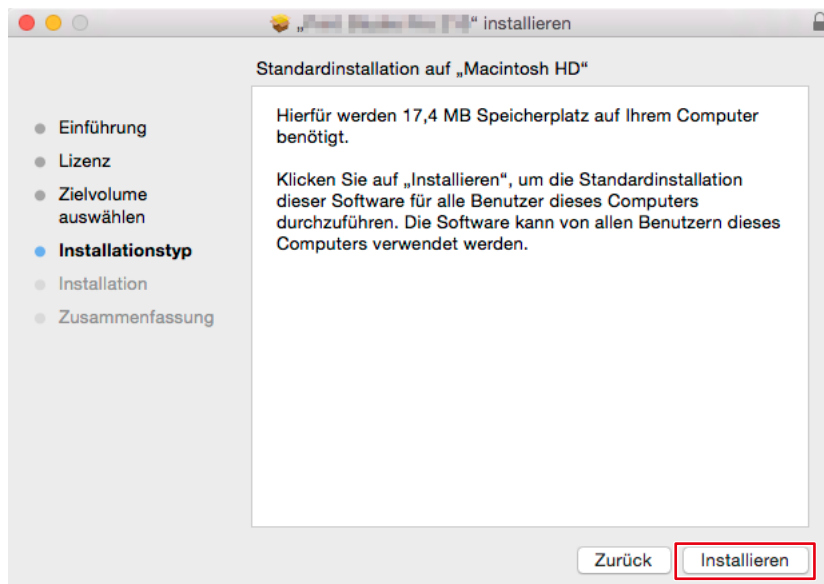 „“ installieren
Standardinstallation auf „Macintosh HD“
Einführung
Lizenz
Zielvolume
auswählen
Installationstyp
Installation
Zusammenfassung
Hierfür werden 17,4 MB Speicherplatz auf Ihrem Computer
benötigt.
Klicken Sie auf „Installieren“, um die Standardinstallation
dieser Software für alle Benutzer dieses Computers
durchzuführen. Die Software kann von allen Benutzern dieses
Computers verwendet werden.
Zurück
Installieren